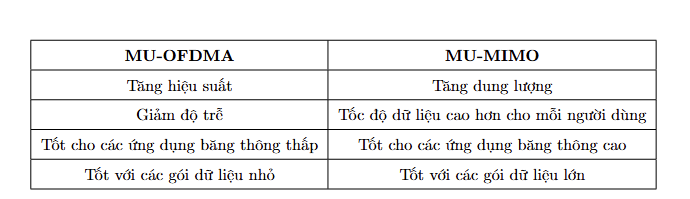 MU-OFDMA MU-MIMO
Tăng hiệu suất Tăng dung lượng
Giảm độ trễ Tốc độ dữ liệu cao hơn cho mỗi người dùng
Tốt cho các ứng dụng băng thông thấp Tốt cho các ứng dụng băng thông cao
Tốt với các gói dữ liệu nhỏ Tốt với các gói dữ liệu lớn